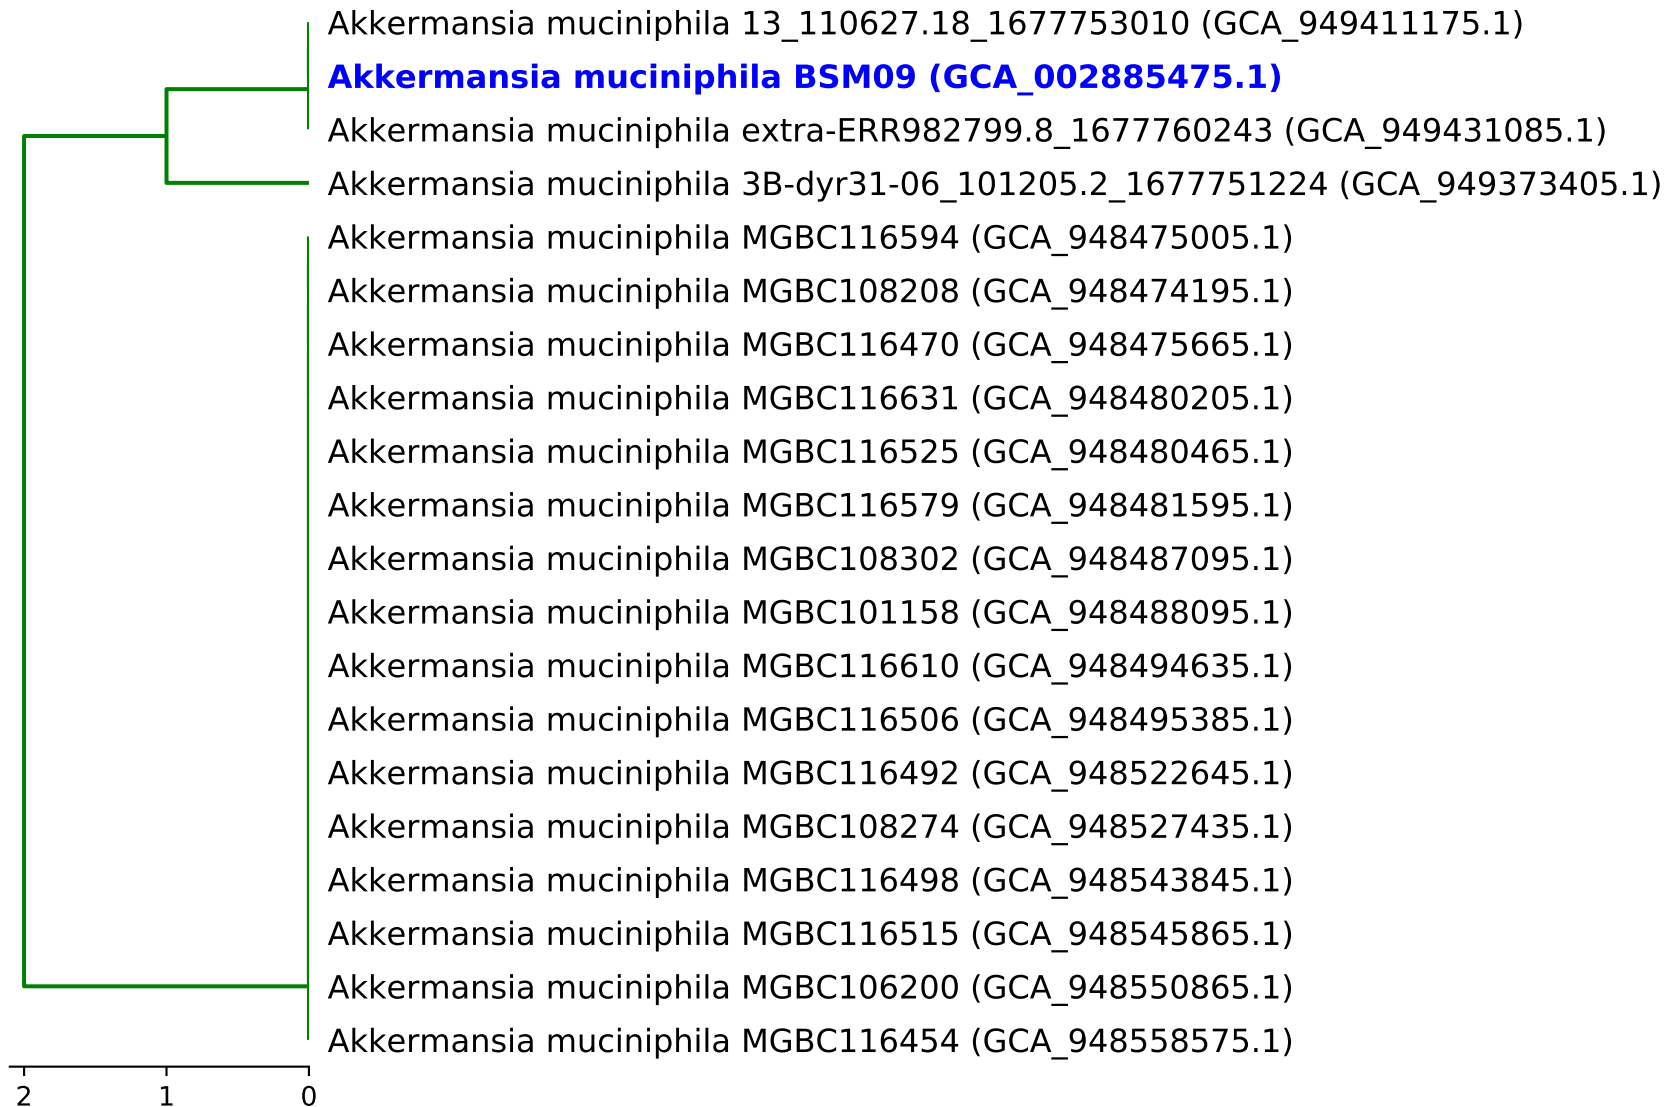 Akkermansia muciniphila 13_110627.18_1677753010 (GCA_949411175.1)
Akkermansia muciniphila BSM09 (GCA_002885475.1)
Akkermansia muciniphila extra-ERR982799.8_1677760243 (GCA_949431085.1)
Akkermansia muciniphila 3B-dyr31-06_101205.2_1677751224 (GCA_949373405.1)
Akkermansia muciniphila MGBC116594 (GCA_948475005.1)
Akkermansia muciniphila MGBC108208 (GCA_948474195.1)
Akkermansia muciniphila MGBC116470 (GCA_948475665.1)
Akkermansia muciniphila MGBC116631 (GCA_948480205.1)
Akkermansia muciniphila MGBC116525 (GCA_948480465.1)
Akkermansia muciniphila MGBC116579 (GCA_948481595.1)
Akkermansia muciniphila MGBC108302 (GCA_948487095.1)
Akkermansia muciniphila MGBC101158 (GCA_948488095.1)
Akkermansia muciniphila MGBC116610 (GCA_948494635.1)
Akkermansia muciniphila MGBC116506 (GCA_948495385.1)
Akkermansia muciniphila MGBC116492 (GCA_948522645.1)
Akkermansia muciniphila MGBC108274 (GCA_948527435.1)
Akkermansia muciniphila MGBC116498 (GCA_948543845.1)
Akkermansia muciniphila MGBC116515 (GCA_948545865.1)
Akkermansia muciniphila MGBC106200 (GCA_948550865.1)
Akkermansia muciniphila MGBC116454 (GCA_948558575.1)
2 1 0